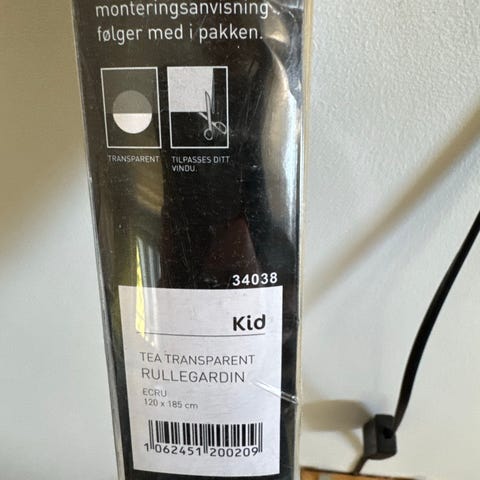 monteringsanvisning
følger med i pakken.
TRANSPARENT
TILPASSES DITT
VINDU.
34038
Kid
TEA TRANSPARENT
RULLEGARDIN
ECRU
120 x 185 cm
1 062451 200209